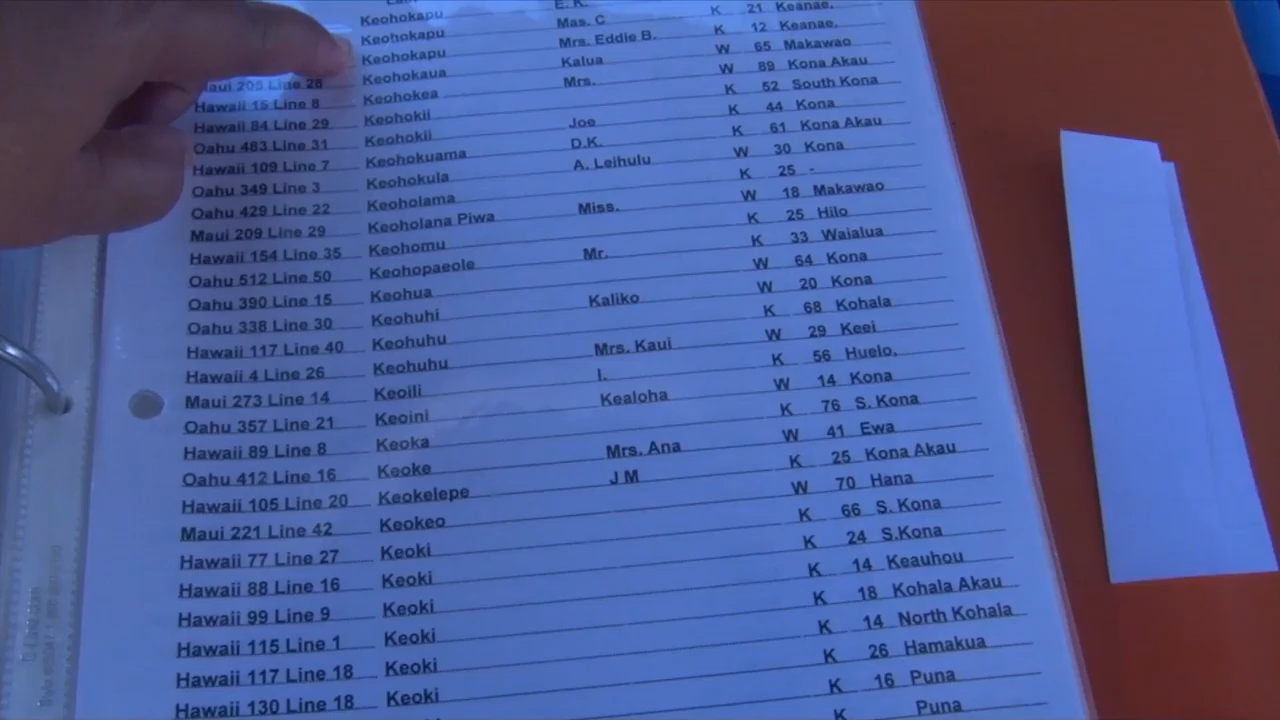 Keohokapu E. K.
Keohokapu Mas. C K 21 Keanae,
Keohokapu Mrs. Eddie B. K 12 Keanae,
Maui 205 Line 28 Keohokaua Kalua W 65 Makawao
Hawaii 15 Line 8 Keohokea Mrs. W 89 Kona Akau
Hawaii 84 Line 29 Keohokii K 52 South Kona
Oahu 483 Line 31 Keohokii Joe K 44 Kona
Hawaii 109 Line 7 Keohokuama D.K. K 61 Kona Akau
Oahu 349 Line 3 Keohokula A. Leihulu W 30 Kona
Oahu 429 Line 22 Keoholama K 25 -
Maui 209 Line 29 Keoholana Piwa Miss. W 18 Makawao
Hawaii 154 Line 35 Keohomu K 25 Hilo
Oahu 512 Line 50 Keohopaeole Mr. K 33 Waialua
Oahu 390 Line 15 Keohua W 64 Kona
Oahu 338 Line 30 Keohuhi Kaliko W 20 Kona
Hawaii 117 Line 40 Keohuhu K 68 Kohala
Hawaii 4 Line 26 Keohuhu Mrs. Kaui W 29 Keei
Maui 273 Line 14 Keoili I. K 56 Huelo,
Oahu 357 Line 21 Keoini Kealoha W 14 Kona
Hawaii 89 Line 8 Keoka K 76 S. Kona
Oahu 412 Line 16 Keoke Mrs. Ana W 41 Ewa
Hawaii 105 Line 20 Keokelepe J M K 25 Kona Akau
Maui 221 Line 42 Keokeo W 70 Hana
Hawaii 77 Line 27 Keoki K 66 S. Kona
Hawaii 88 Line 16 Keoki K 24 S.Kona
Hawaii 99 Line 9 Keoki K 14 Keauhou
Hawaii 115 Line 1 Keoki K 18 Kohala Akau
Hawaii 117 Line 18 Keoki K 14 North Kohala
Hawaii 130 Line 18 Keoki K 26 Hamakua
K 16 Puna
K Puna